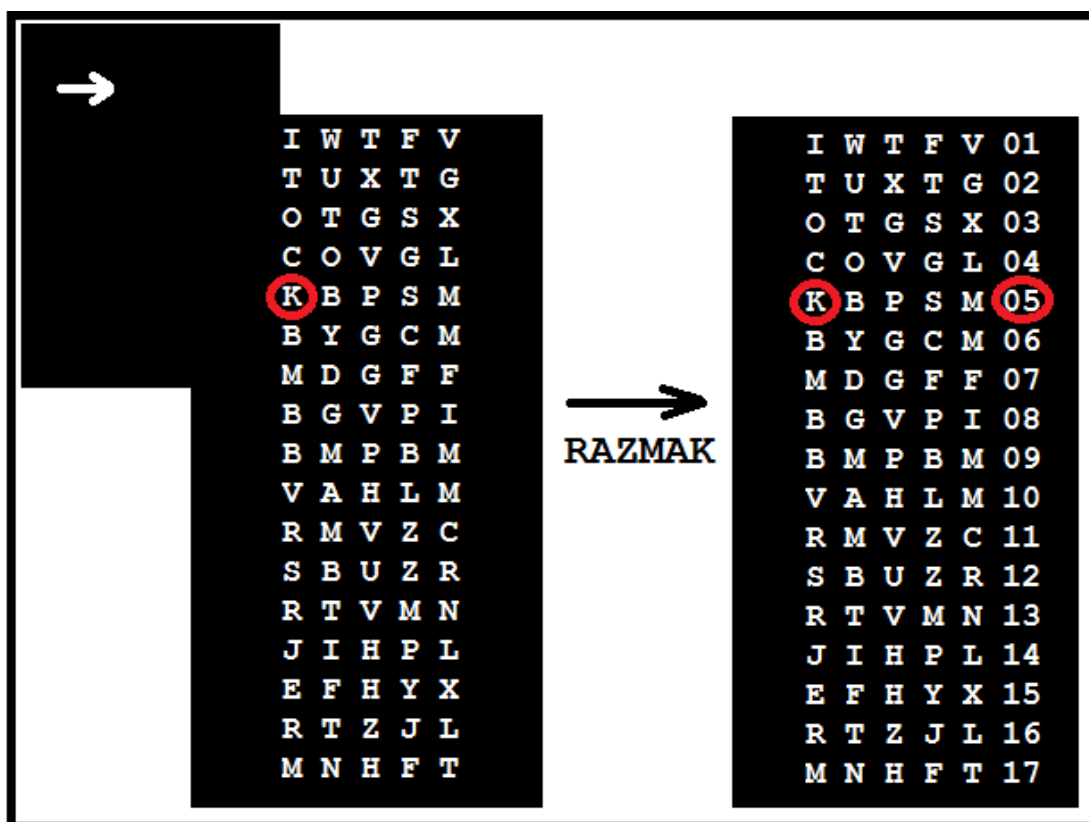 I W T F V
T U X T G
O T G S X
C O V G L
K B P S M
B Y G C M
M D G F F
B G V P I
B M P B M
V A H L M
R M V Z C
S B U Z R
R T V M N
J I H P L
E F H Y X
R T Z J L
M N H F T
RAZMAK
I W T F V 01
T U X T G 02
O T G S X 03
C O V G L 04
K B P S M 05
B Y G C M 06
M D G F F 07
B G V P I 08
B M P B M 09
V A H L M 10
R M V Z C 11
S B U Z R 12
R T V M N 13
J I H P L 14
E F H Y X 15
R T Z J L 16
M N H F T 17